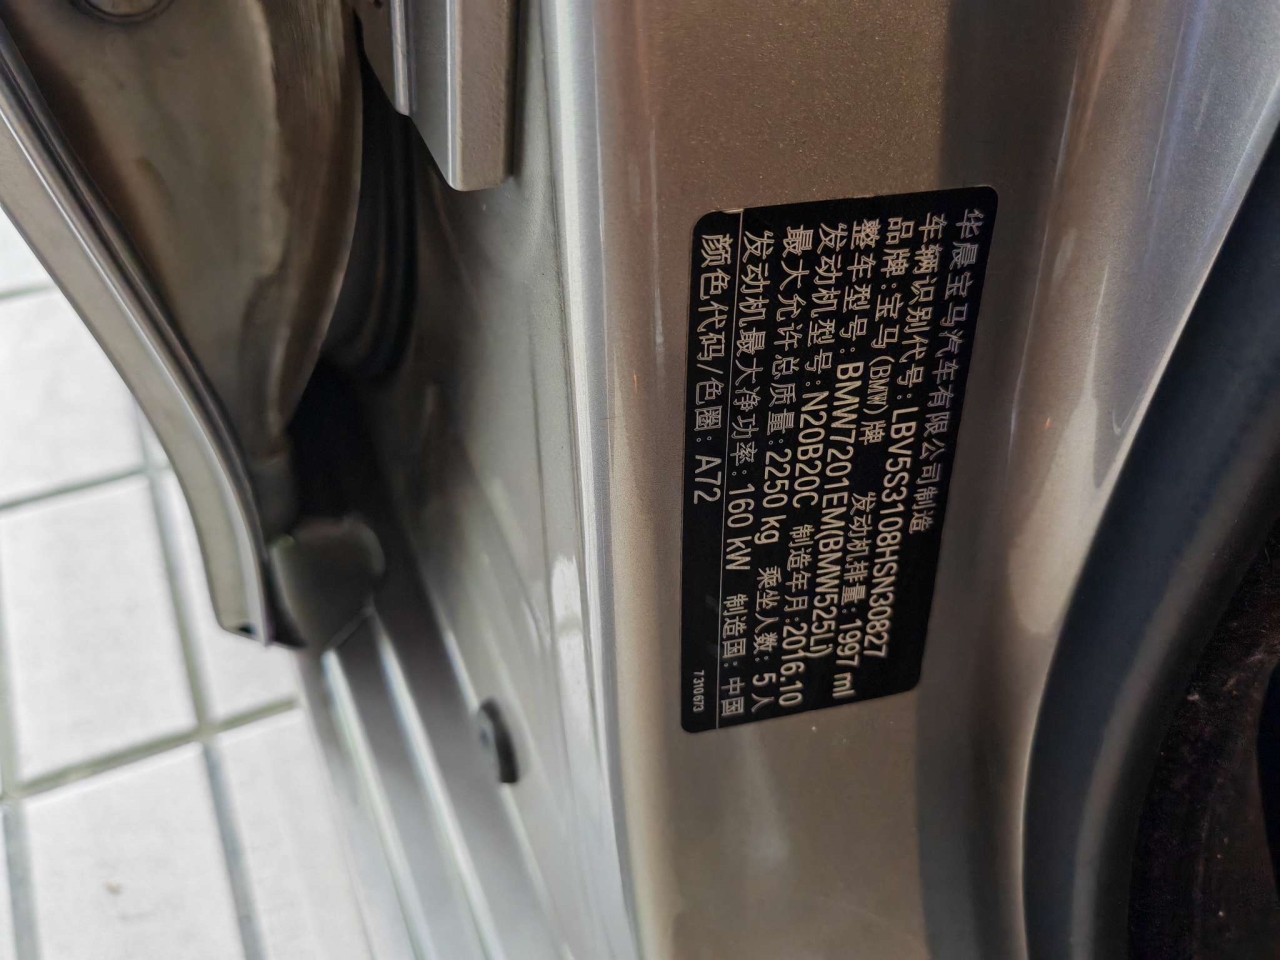 华晨宝马汽车有限公司制造
车辆识别代号:LBV5S3108HSN30827
品牌:宝马(BMW)牌 发动机排量:1997 ml
整车型号:BMW7201EM(BMW525Li)
发动机型号:N20B20C 制造年月:2016.10
最大允许总质量:2250 kg 乘坐人数:5人
发动机最大净功率:160 kW 制造国:中国
颜色代码/色圈:A72
7310673